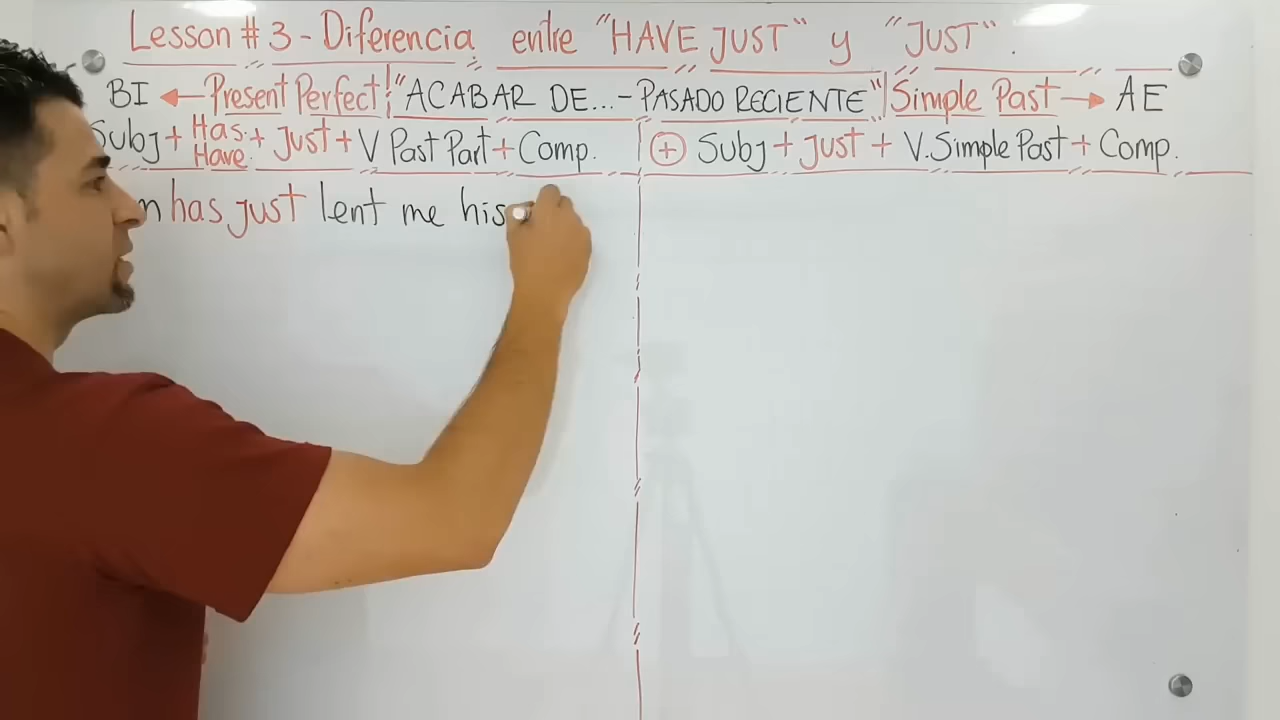 Lesson # 3 - Diferencia entre "HAVE JUST" y "JUST".
BI ← Present Perfect: "ACABAR DE...- PASADO RECIENTE" Simple Past → AE
Subj + Has Have + Just + V Past Part + Comp.
(+) Subj + Just + V. Simple Past + Comp.
has just lent me his